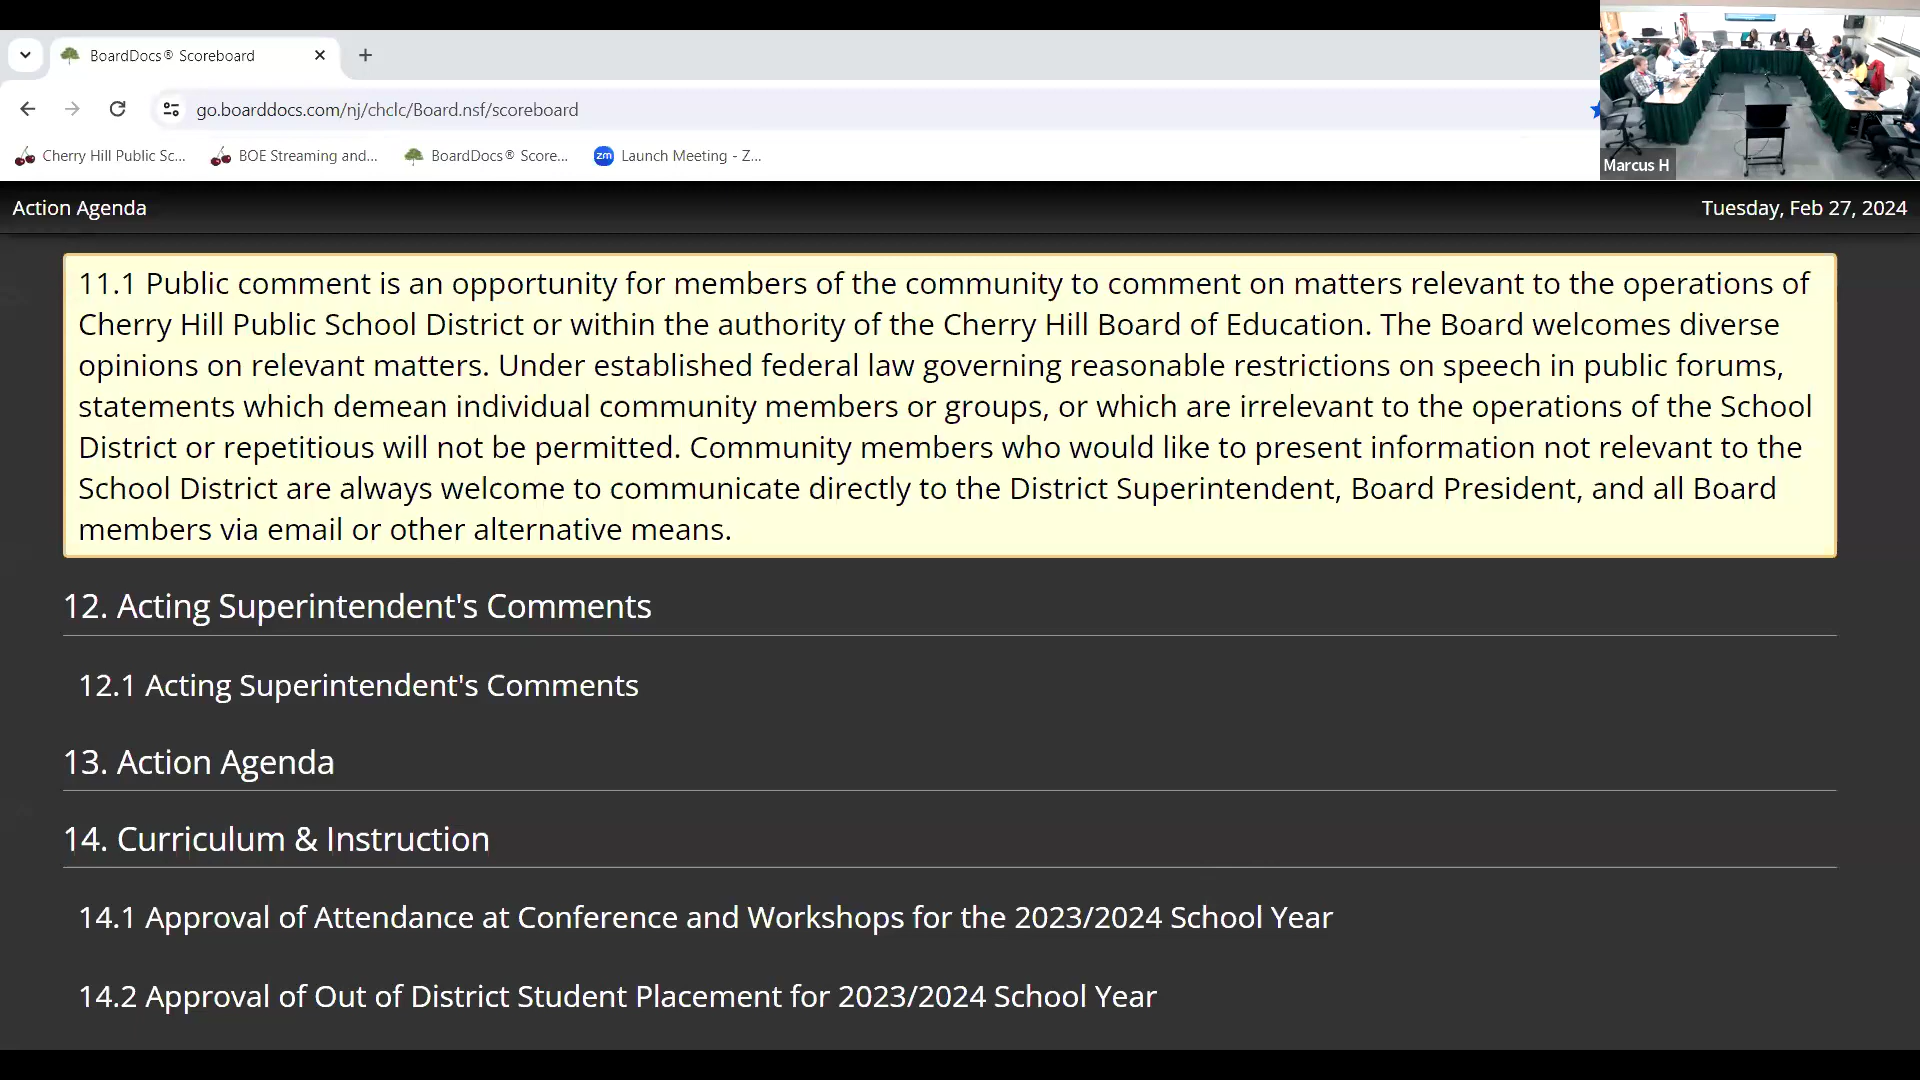 BoardDocs® Scoreboard
go.boarddocs.com/nj/chclc/Board.nsf/scoreboard
Cherry Hill Public Sc...
BOE Streaming and...
BoardDocs® Score...
zm
Launch Meeting - Z...
Marcus H
Action Agenda
Tuesday, Feb 27, 2024
11.1 Public comment is an opportunity for members of the community to comment on matters relevant to the operations of
Cherry Hill Public School District or within the authority of the Cherry Hill Board of Education. The Board welcomes diverse
opinions on relevant matters. Under established federal law governing reasonable restrictions on speech in public forums,
statements which demean individual community members or groups, or which are irrelevant to the operations of the School
District or repetitious will not be permitted. Community members who would like to present information not relevant to the
School District are always welcome to communicate directly to the District Superintendent, Board President, and all Board
members via email or other alternative means.
12. Acting Superintendent's Comments
12.1 Acting Superintendent's Comments
13. Action Agenda
14. Curriculum & Instruction
14.1 Approval of Attendance at Conference and Workshops for the 2023/2024 School Year
14.2 Approval of Out of District Student Placement for 2023/2024 School Year